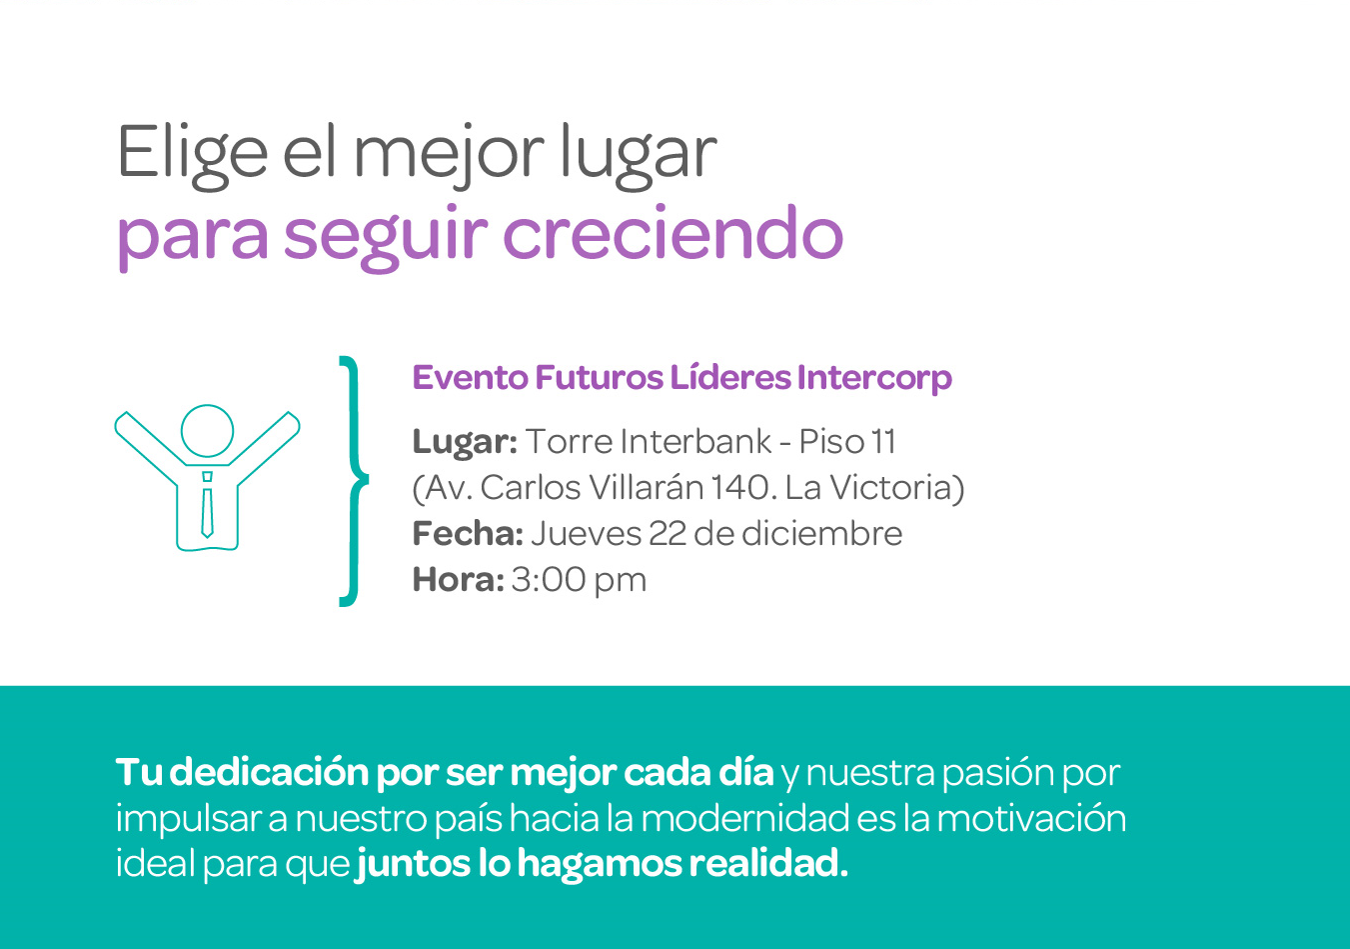 Elige el mejor lugar
para seguir creciendo
Evento Futuros Líderes Intercorp
Lugar: Torre Interbank - Piso 11
(Av. Carlos Villarán 140. La Victoria)
Fecha: Jueves 22 de diciembre
Hora: 3:00 pm
Tu dedicación por ser mejor cada día y nuestra pasión por
impulsar a nuestro país hacia la modernidad es la motivación
ideal para que juntos lo hagamos realidad.